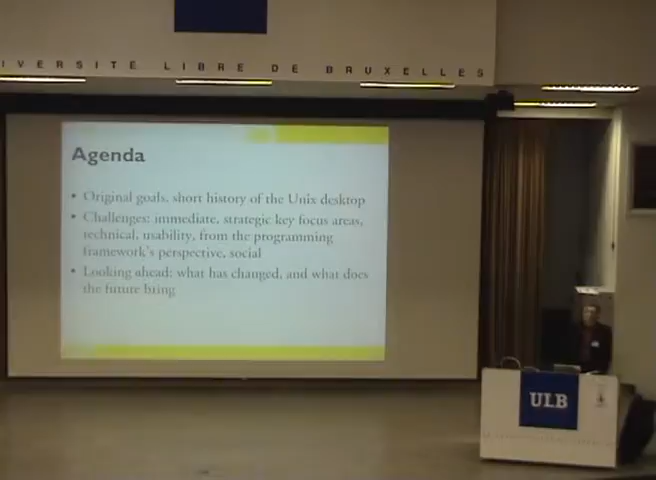 IVERSITÉ LIBRE DE BRUXELLES
Agenda
• Original goals, short history of the Unix desktop
• Challenges: immediate, strategic key focus areas,
technical, usability, from the programming
framework's perspective, social
• Looking ahead: what has changed, and what does
the future bring
ULB